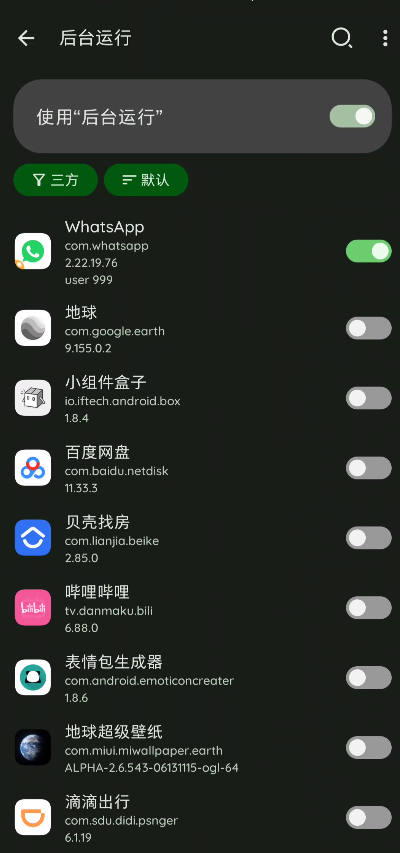 后台运行
使用“后台运行”
三方
默认
WhatsApp
com.whatsapp
2.22.19.76
user 999
地球
com.google.earth
9.155.0.2
小组件盒子
io.iftech.android.box
1.8.4
百度网盘
com.baidu.netdisk
11.33.3
贝壳找房
com.lianjia.beike
2.85.0
bilibili
哔哩哔哩
tv.danmaku.bili
6.88.0
表情包生成器
com.android.emoticoncreater
1.8.6
地球超级壁纸
com.miui.miwallpaper.earth
ALPHA-2.6.543-06131115-ogl-64
滴滴出行
com.sdu.didi.psnger
6.1.19